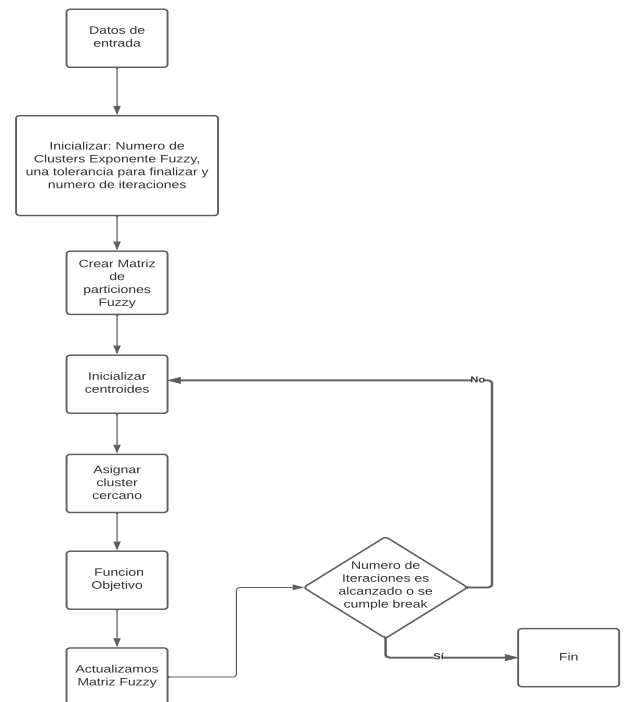 Datos de
entrada
Inicializar: Numero de
Clusters Exponente Fuzzy,
una tolerancia para finalizar y
numero de iteraciones
Crear Matriz
de
particiones
Fuzzy
Inicializar
centroides
No
Asignar
cluster
cercano
Funcion
Objetivo
Numero de
Iteraciones es
alcanzado o se
cumple break
Actualizamos
Matriz Fuzzy
Sí
Fin